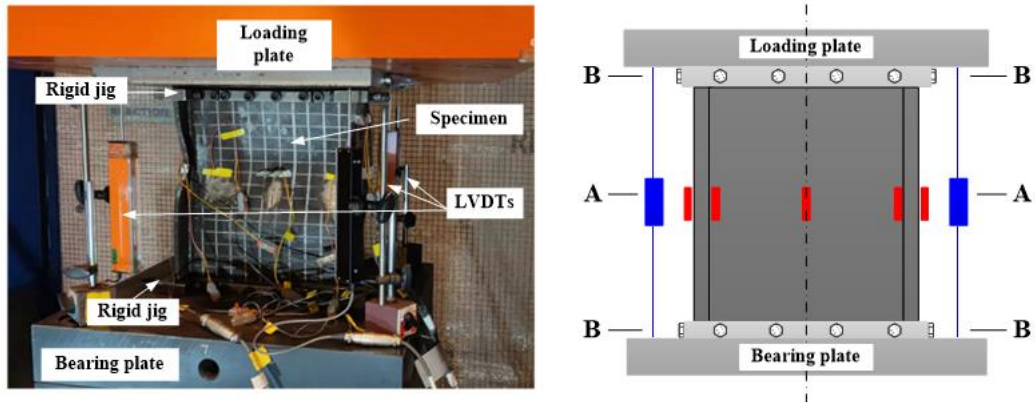 Loading
plate
Rigid jig
Specimen
LVDTs
Rigid jig
Bearing plate
Loading plate
B
B
A
A
B
B
Bearing plate